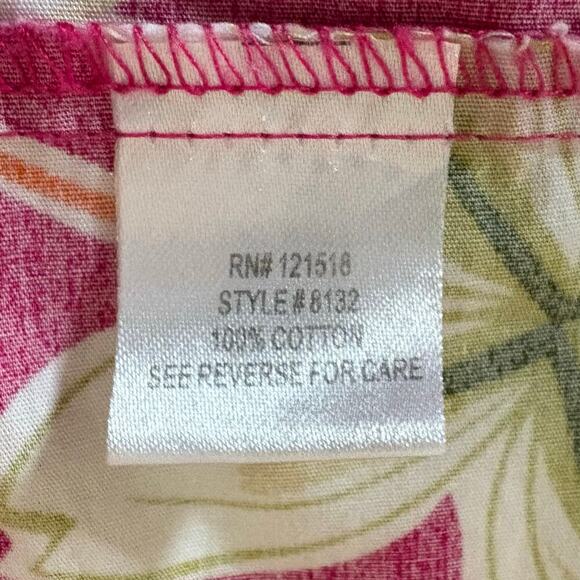 RN# 121518
STYLE # 8132
100% COTTON
SEE REVERSE FOR CARE